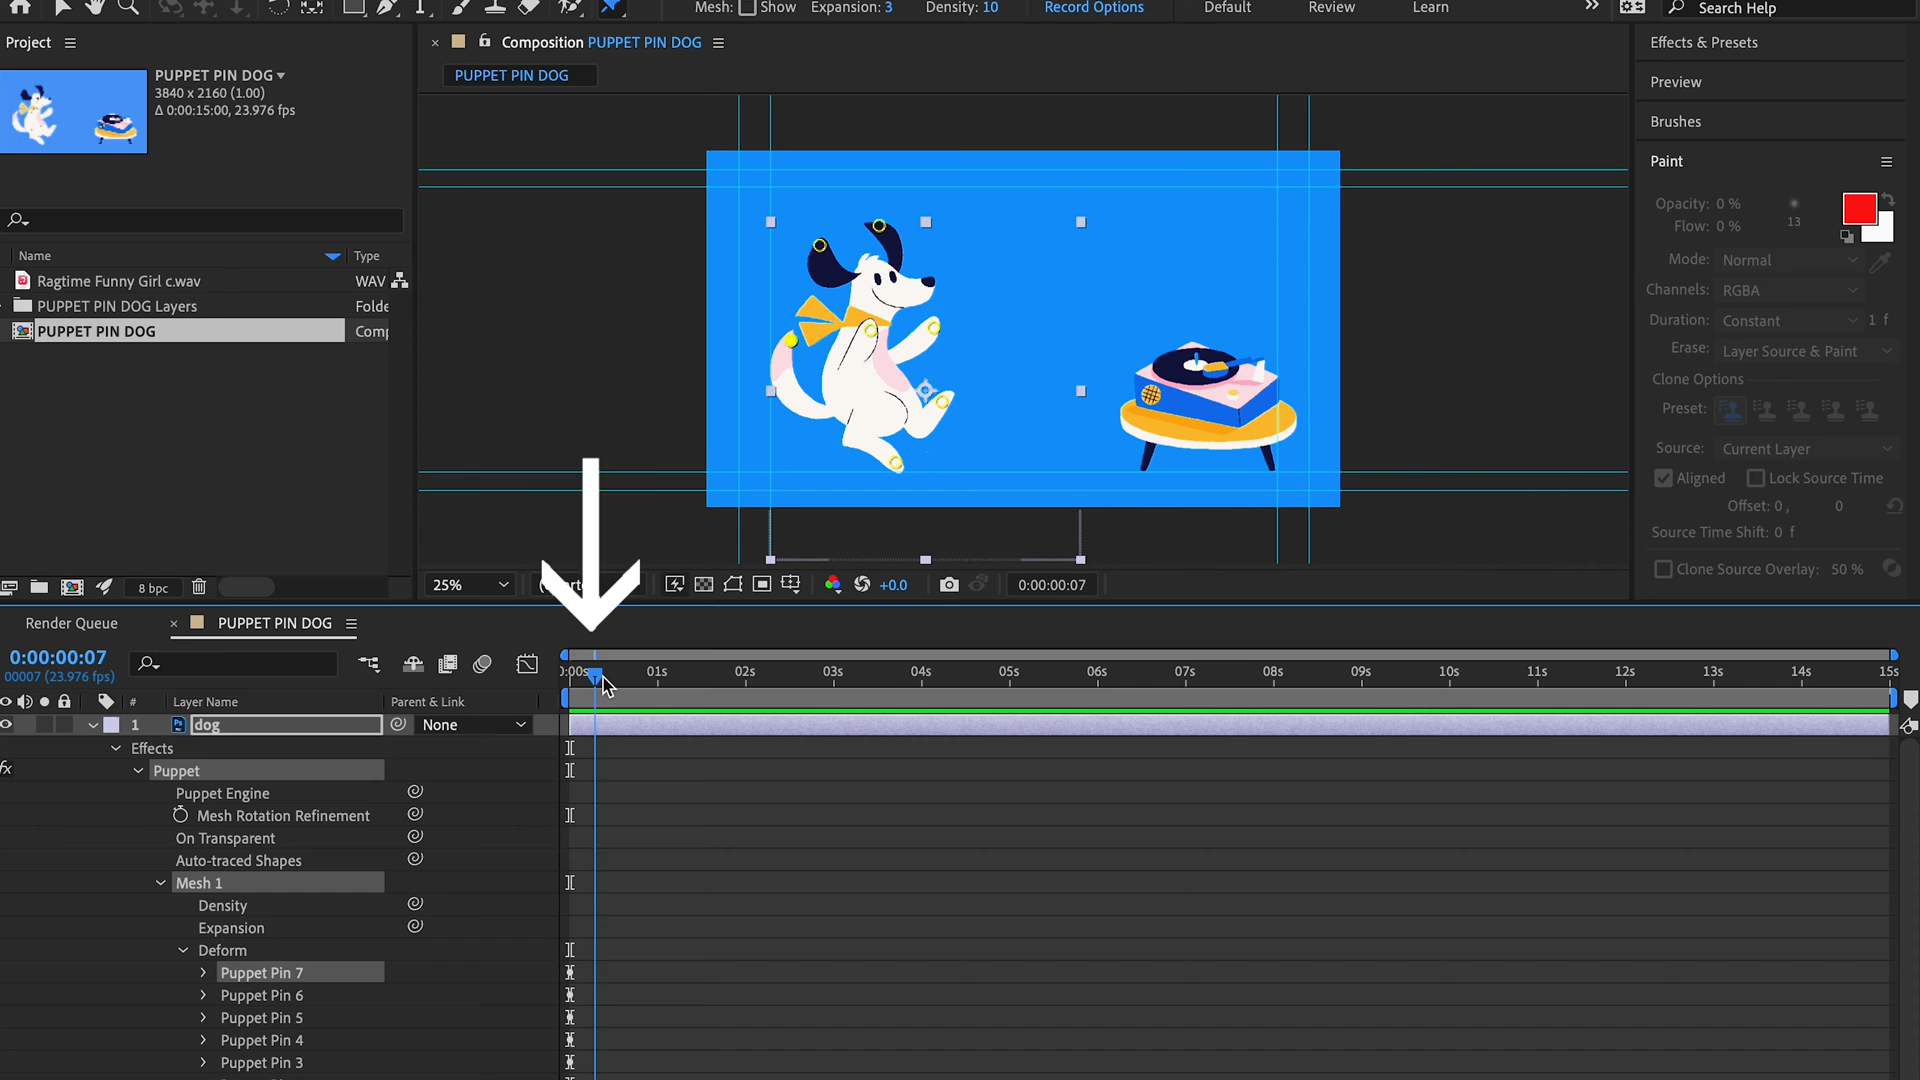 Mesh: Show Expansion: 3 Density: 10 Record Options Default Review Learn Search Help
Project
PUPPET PIN DOG
3840 x 2160 (1.00)
Δ 0:00:15:00, 23.976 fps
Name Type
Ragtime Funny Girl c.wav WAV
PUPPET PIN DOG Layers Folde
PUPPET PIN DOG Comp
8 bpc
Composition PUPPET PIN DOG
PUPPET PIN DOG
25%
+0.0
0:00:00:07
Effects & Presets
Preview
Brushes
Paint
Opacity: 0 %
Flow: 0 %
13
Mode: Normal
Channels: RGBA
Duration: Constant 1 f
Erase: Layer Source & Paint
Clone Options
Preset:
Source: Current Layer
Aligned Lock Source Time
Offset: 0 , 0
Source Time Shift: 0 f
Clone Source Overlay: 50 %
Render Queue PUPPET PIN DOG
0:00:00:07
00007 (23.976 fps)
):00s 01s 02s 03s 04s 05s 06s 07s 08s 09s 10s 11s 12s 13s 14s 15s
# Layer Name Parent & Link
1 Ps dog None
Effects
fx Puppet
Puppet Engine
Mesh Rotation Refinement
On Transparent
Auto-traced Shapes
Mesh 1
Density
Expansion
Deform
Puppet Pin 7
Puppet Pin 6
Puppet Pin 5
Puppet Pin 4
Puppet Pin 3